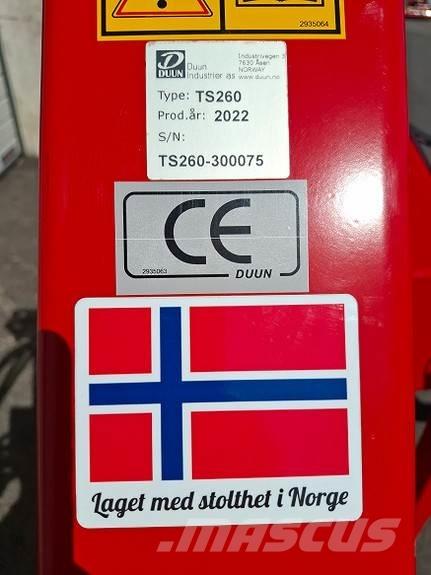 2935064
DUUN
Duun
Industrier as
Industrivegen
7630 Åsen
NORWAY
www.duun.no
Type: TS260
Prod.år: 2022
S/N:
TS260-300075
CE
2935063
DUUN
Laget med stolthet i Norge
MASCUS